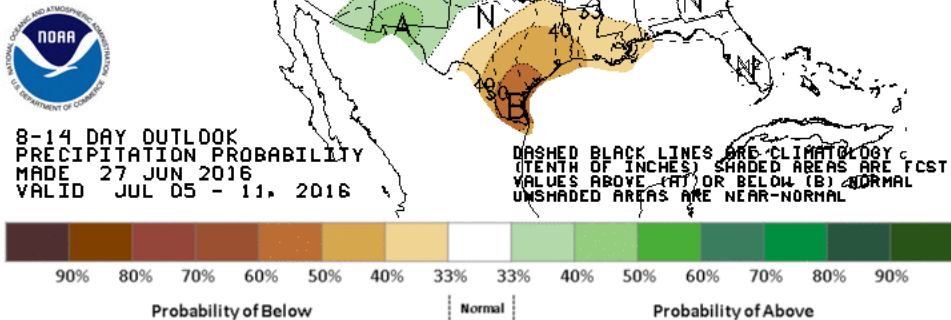 NATIONAL OCEANIC AND ATMOSPHERIC ADMINISTRATION
NOAA
U.S. DEPARTMENT OF COMMERCE
A
N
33
N
40
N
40
50
B
8-14 DAY OUTLOOK
PRECIPITATION PROBABILITY
MADE 27 JUN 2016
VALID JUL 05 - 11, 2016
DASHED BLACK LINES ARE CLIMATOLOGY
(TENTH OF INCHES) SHADED AREAS ARE FCST
VALUES ABOVE (A) OR BELOW (B) NORMAL
UNSHADED AREAS ARE NEAR-NORMAL
90% 80% 70% 60% 50% 40% 33% 33% 40% 50% 60% 70% 80% 90%
Probability of Below Normal Probability of Above